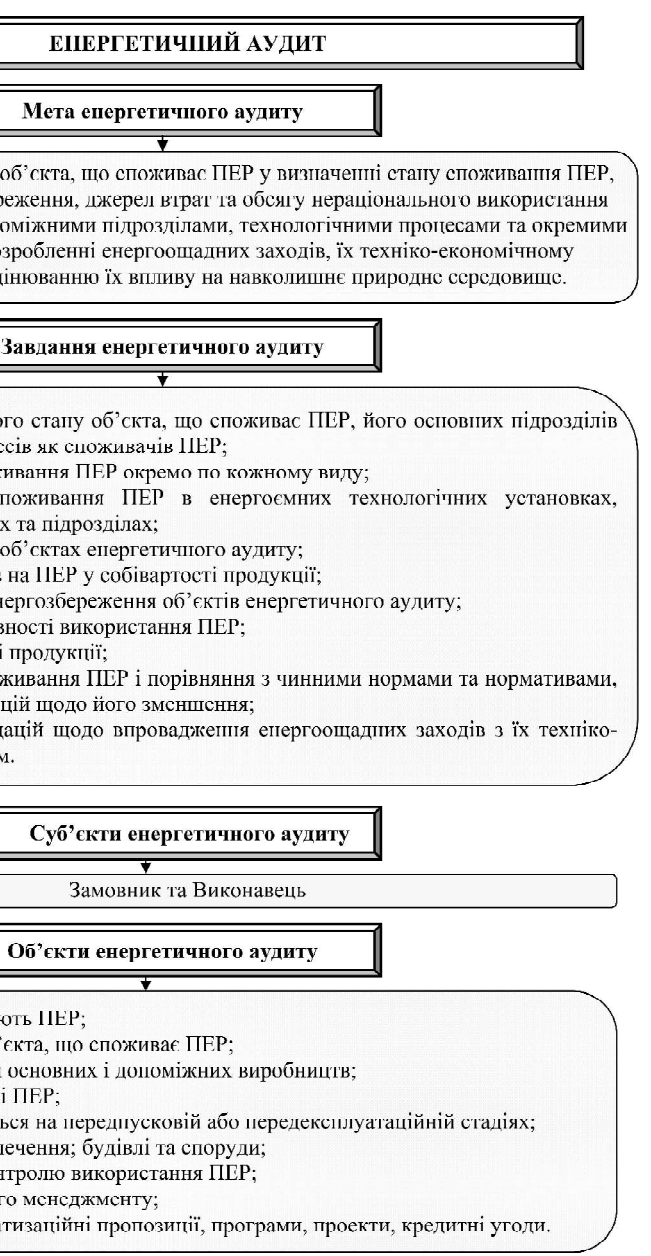 ЕНЕРГЕТИЧНИЙ АУДИТ
Мета енергетичного аудиту
об’єкта, що споживає ПЕР у визначенні стану споживання ПЕР,
реження, джерел втрат та обсягу нераціонального використання
оміжними підрозділами, технологічними процесами та окремими
озробленні енергоощадних заходів, їх техніко-економічному
цінюванню їх впливу на навколишнє природне середовище.
Завдання енергетичного аудиту
ого стану об’єкта, що споживає ПЕР, його основних підрозділів
есів як споживачів ПЕР;
живання ПЕР окремо по кожному виду;
поживання ПЕР в енергоємних технологічних установках,
х та підрозділах;
об’єктах енергетичного аудиту;
в на ПЕР у собівартості продукції;
нергозбереження об’єктів енергетичного аудиту;
вності використання ПЕР;
і продукції;
живання ПЕР і порівняння з чинними нормами та нормативами,
цій щодо його зменшення;
дацій щодо впровадження енергоощадних заходів з їх техніко-
м.
Суб’єкти енергетичного аудиту
Замовник та Виконавець
Об’єкти енергетичного аудиту
ють ПЕР;
’єкта, що споживає ПЕР;
і основних і допоміжних виробництв;
і ПЕР;
ься на передпусковій або передексплуатаційній стадіях;
печення; будівлі та споруди;
нтролю використання ПЕР;
го менеджменту;
атизаційні пропозиції, програми, проекти, кредитні угоди.